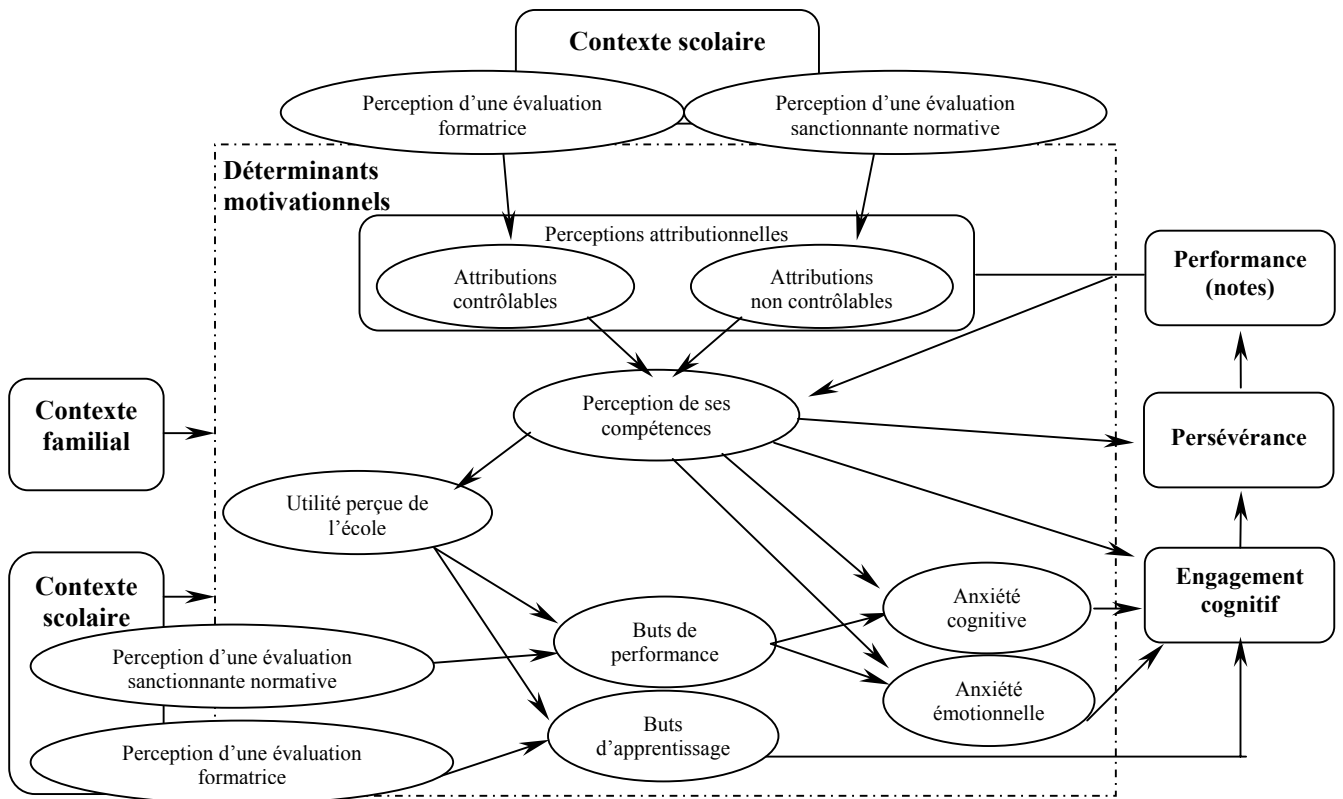 Contexte scolaire
Perception d'une évaluation
formatrice
Perception d'une évaluation
sanctionnante normative
Déterminants
motivationnels
Perceptions attributionnelles
Attributions
contrôlables
Attributions
non contrôlables
Performance
(notes)
Contexte
familial
Perception de ses
compétences
Persévérance
Utilité perçue de
l'école
Contexte
scolaire
Engagement
cognitif
Anxiété
cognitive
Buts de
performance
Perception d'une évaluation
sanctionnante normative
Anxiété
émotionnelle
Buts
d'apprentissage
Perception d'une évaluation
formatrice